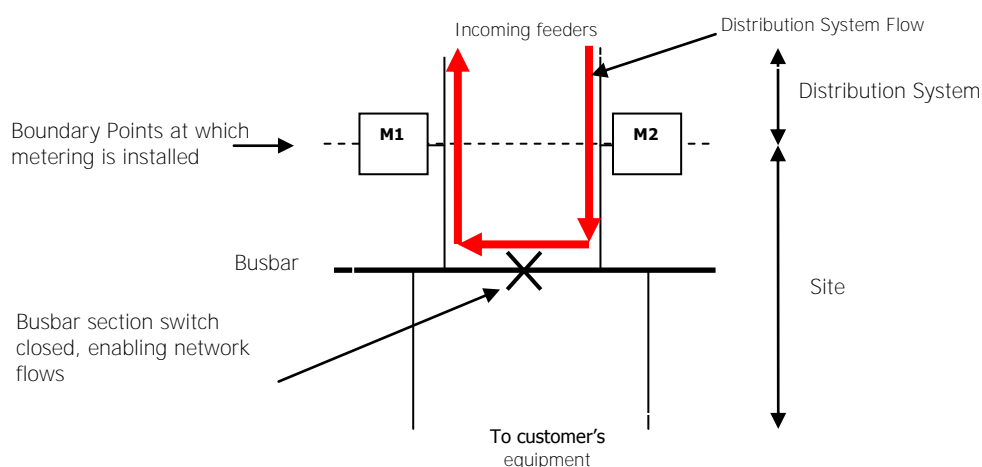 Incoming feeders
Distribution System Flow
Distribution System
Boundary Points at which
metering is installed
M1
M2
Busbar
Site
Busbar section switch
closed, enabling network
flows
To customer's
equipment